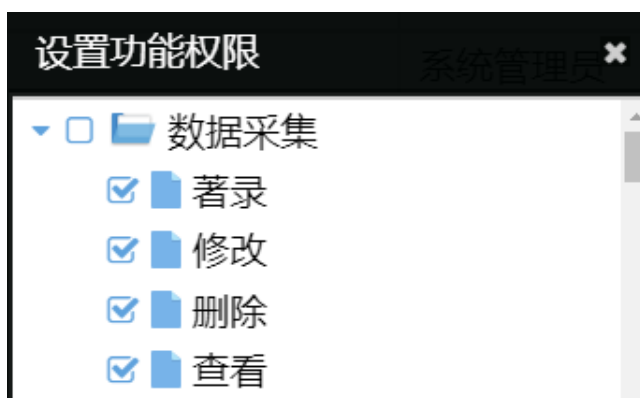 设置功能权限
系统管理员
数据采集
著录
修改
删除
查看